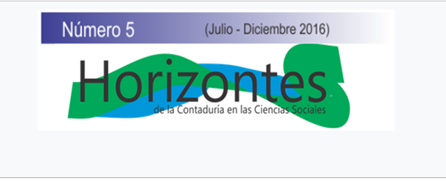 Número 5 (Julio - Diciembre 2016)
Horizontes
de la Contaduría en las Ciencias Sociales